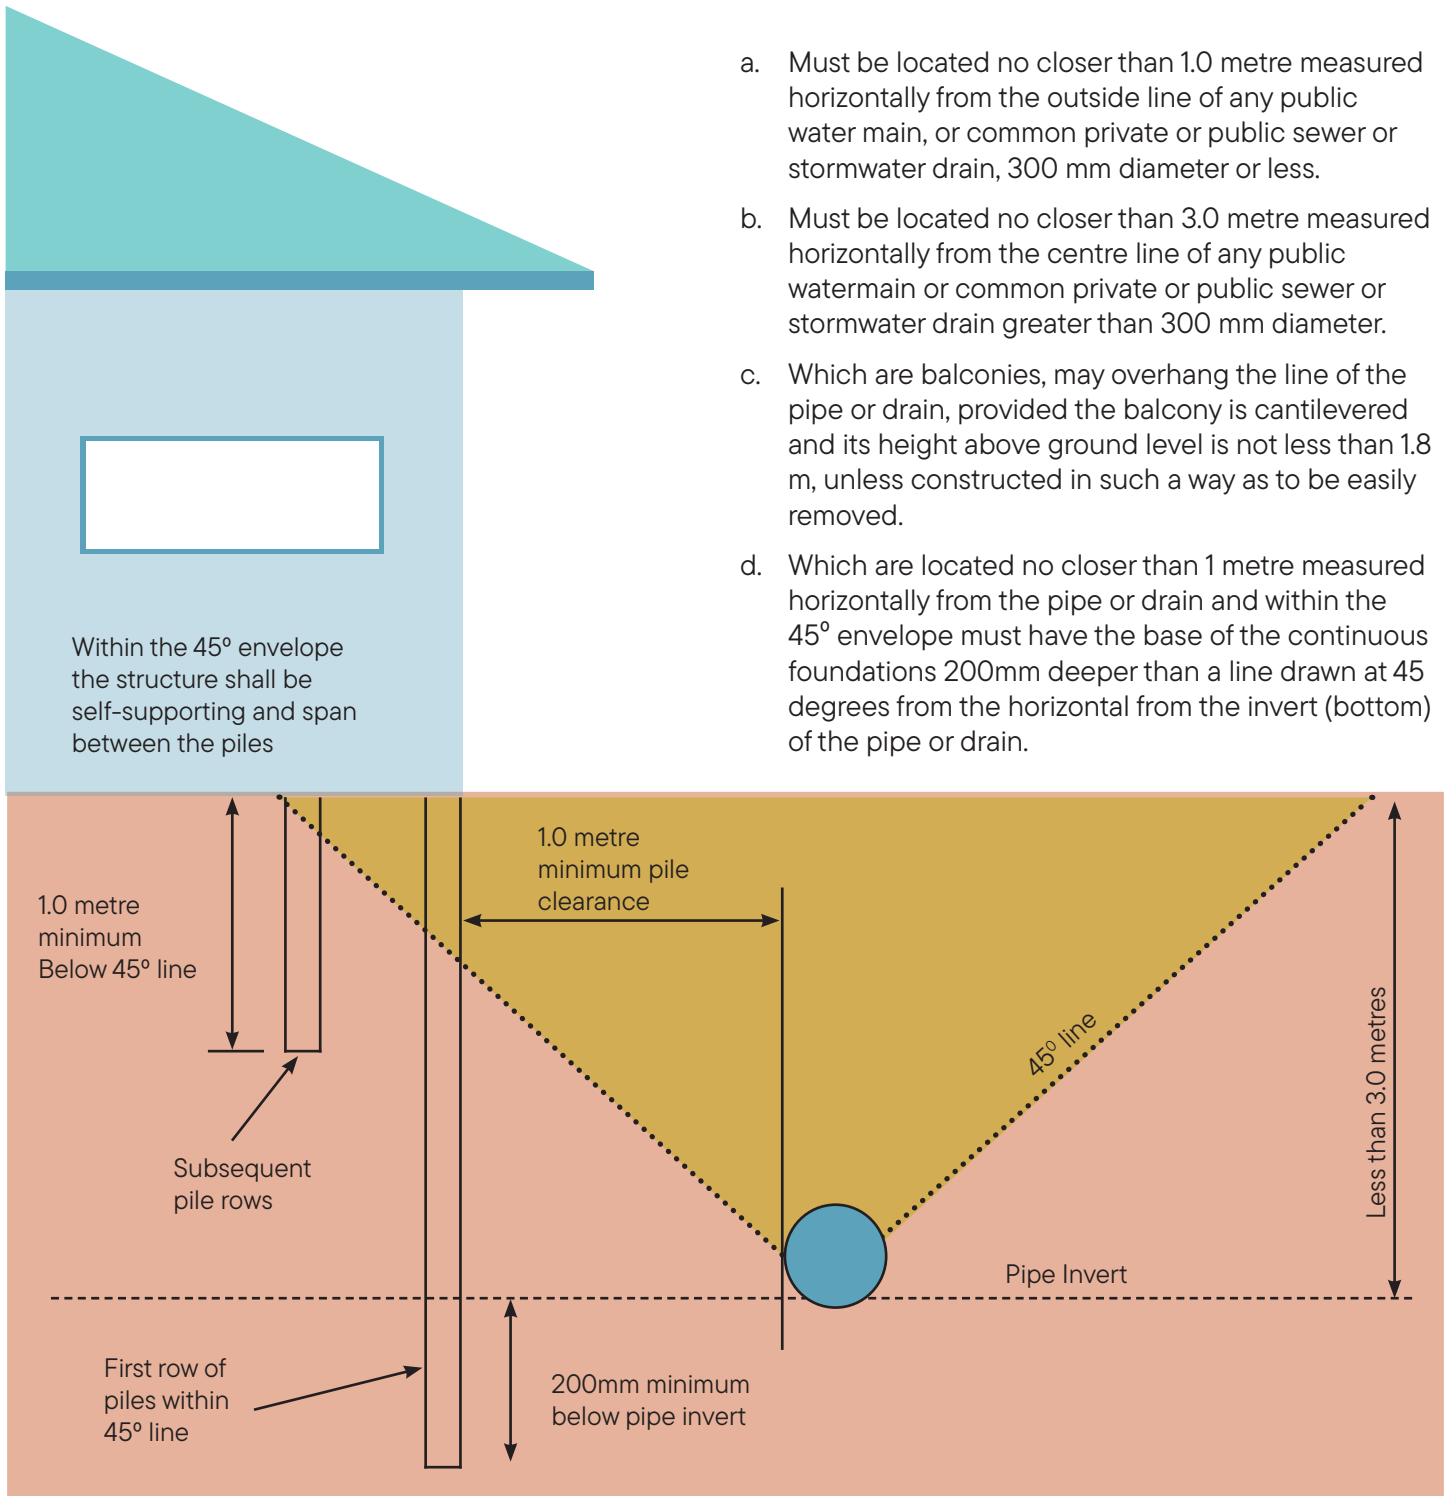 a. Must be located no closer than 1.0 metre measured
horizontally from the outside line of any public
water main, or common private or public sewer or
stormwater drain, 300 mm diameter or less.
b. Must be located no closer than 3.0 metre measured
horizontally from the centre line of any public
watermain or common private or public sewer or
stormwater drain greater than 300 mm diameter.
c. Which are balconies, may overhang the line of the
pipe or drain, provided the balcony is cantilevered
and its height above ground level is not less than 1.8
m, unless constructed in such a way as to be easily
removed.
d. Which are located no closer than 1 metre measured
horizontally from the pipe or drain and within the
45º envelope must have the base of the continuous
foundations 200mm deeper than a line drawn at 45
degrees from the horizontal from the invert (bottom)
of the pipe or drain.
Within the 45º envelope
the structure shall be
self-supporting and span
between the piles
1.0 metre
minimum pile
clearance
1.0 metre
minimum
Below 45º line
45º line
Less than 3.0 metres
Subsequent
pile rows
Pipe Invert
First row of
piles within
45º line
200mm minimum
below pipe invert